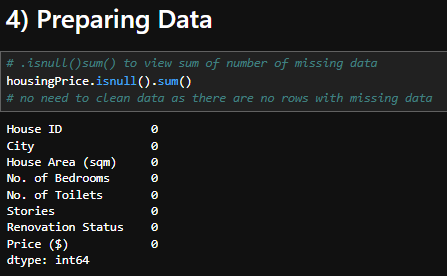 4) Preparing Data
# .isnull()sum() to view sum of number of missing data
housingPrice.isnull().sum()
# no need to clean data as there are no rows with missing data
House ID 0
City 0
House Area (sqm) 0
No. of Bedrooms 0
No. of Toilets 0
Stories 0
Renovation Status 0
Price ($) 0
dtype: int64